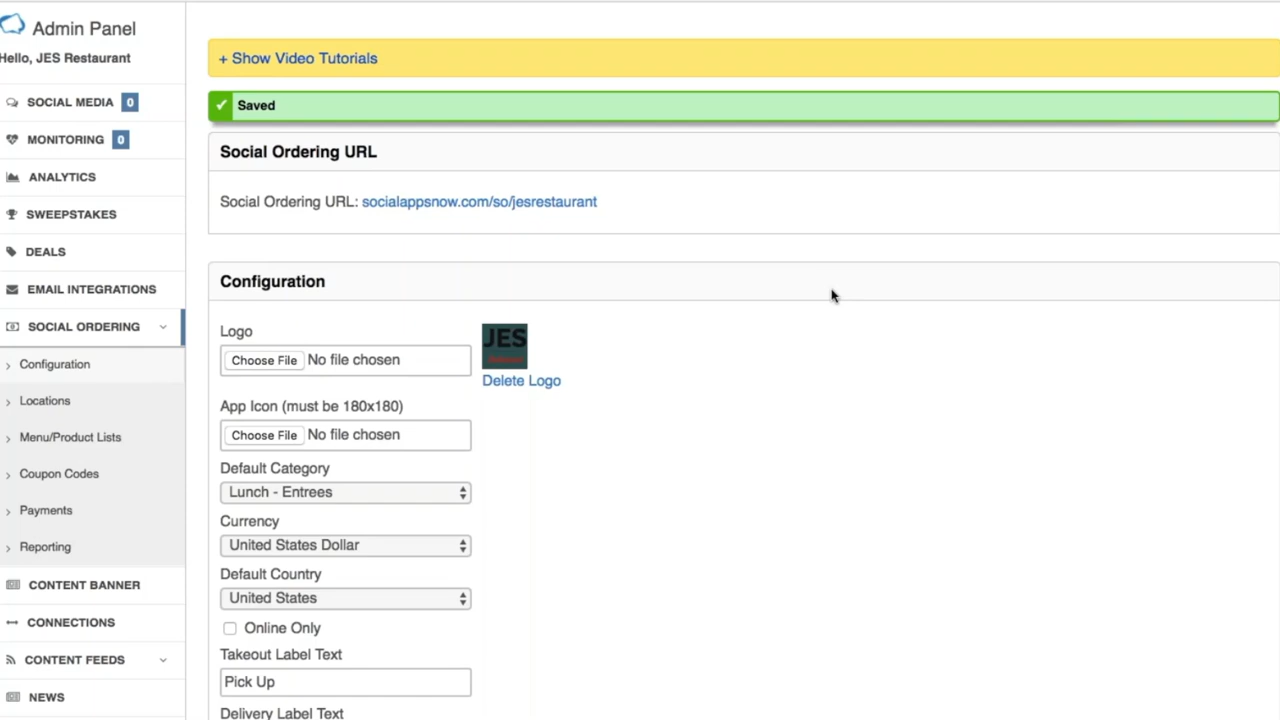 Admin Panel
Hello, JES Restaurant
SOCIAL MEDIA 0
MONITORING 0
ANALYTICS
SWEEPSTAKES
DEALS
EMAIL INTEGRATIONS
SOCIAL ORDERING
Configuration
Locations
Menu/Product Lists
Coupon Codes
Payments
Reporting
CONTENT BANNER
CONNECTIONS
CONTENT FEEDS
NEWS
+ Show Video Tutorials
Saved
Social Ordering URL
Social Ordering URL: socialappsnow.com/so/jesrestaurant
Configuration
Logo
Choose File No file chosen
JES
Delete Logo
App Icon (must be 180x180)
Choose File No file chosen
Default Category
Lunch - Entrees
Currency
United States Dollar
Default Country
United States
Online Only
Takeout Label Text
Pick Up
Delivery Label Text